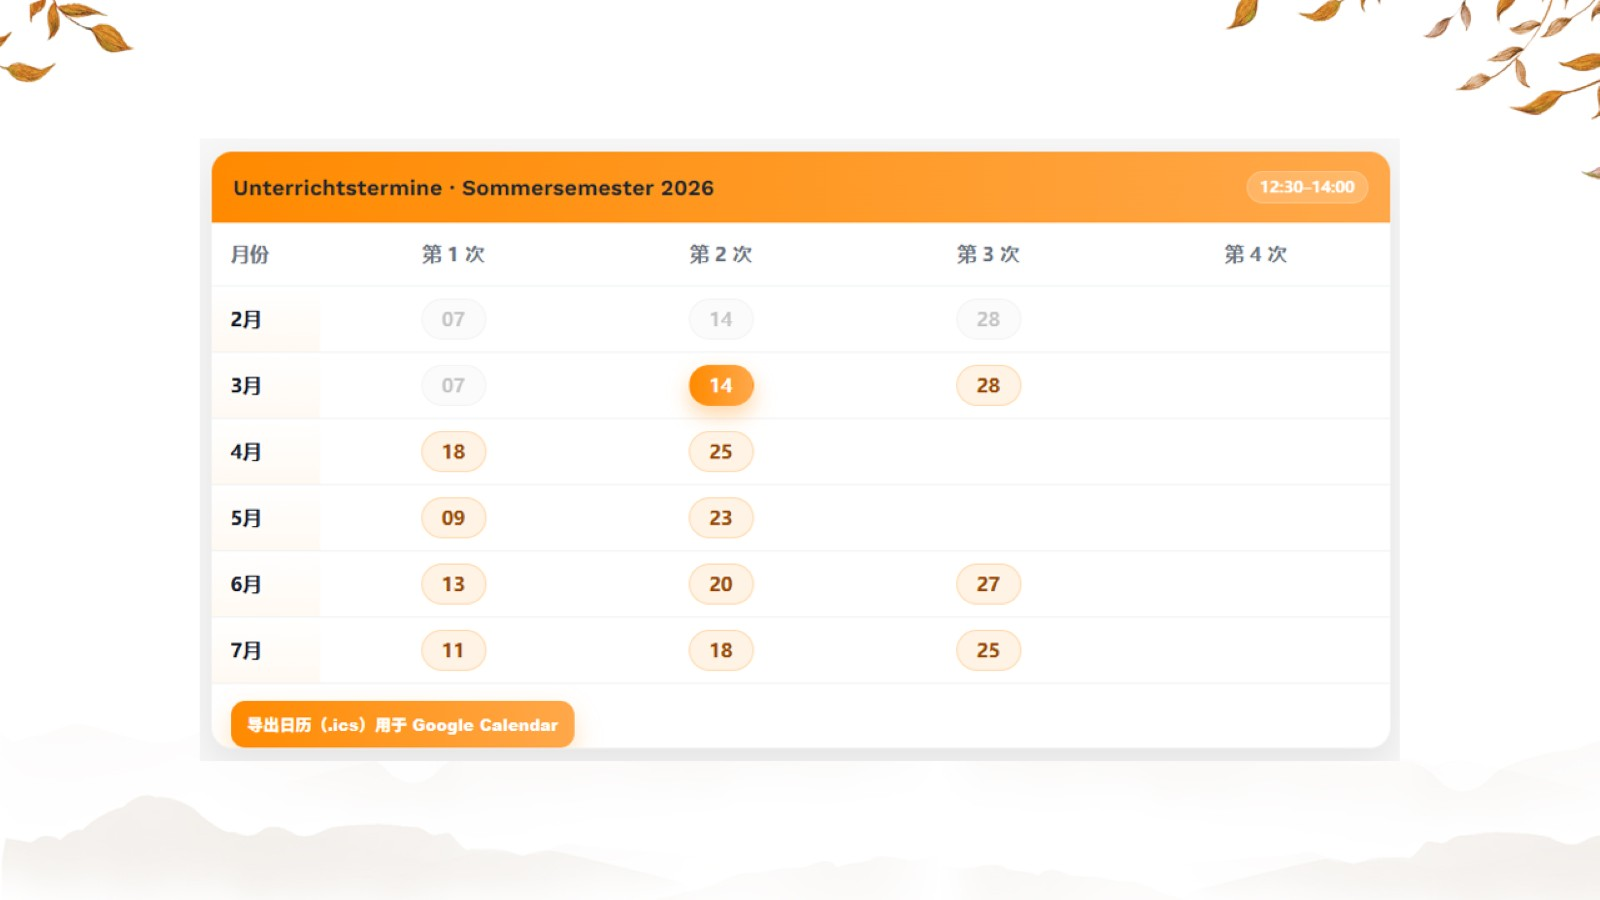 Unterrichtstermine · Sommersemester 2026 12:30–14:00
月份 第 1 次 第 2 次 第 3 次 第 4 次
2月 07 14 28
3月 07 14 28
4月 18 25
5月 09 23
6月 13 20 27
7月 11 18 25
导出日历（.ics）用于 Google Calendar